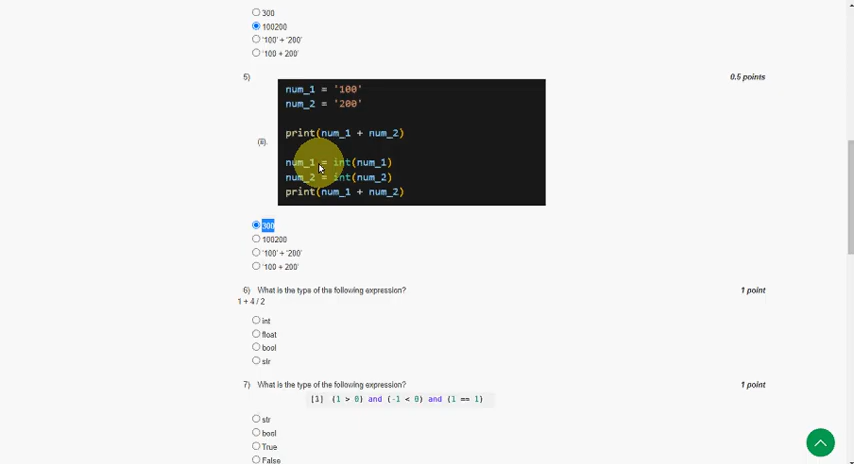 300
100200
'100' + '200'
'100 + 200'
5)
0.5 points
num_1 = '100'
num_2 = '200'
print(num_1 + num_2)
(ii).
num_1 = int(num_1)
num_2 = int(num_2)
print(num_1 + num_2)
300
100200
'100' + '200'
'100 + 200'
6) What is the type of the following expression? 1 point
1 + 4 / 2
int
float
bool
str
7) What is the type of the following expression? 1 point
[1] (1 > 0) and (-1 < 0) and (1 == 1)
str
bool
True
False